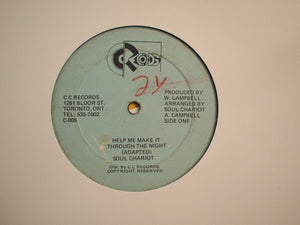 RECORDS
2X
C C RECORDS
1261 BLOOR ST.
TORONTO, ONT.
TEL: 535-7002
C-005
PRODUCED BY
W. CAMPBELL
ARRANGED BY
SOUL CHARIOT
A. CAMPBELL
SIDE ONE
HELP ME MAKE IT
THROUGH THE NIGHT
(ADAPTED)
SOUL CHARIOT
Dist. By C C RECORDS
COPYRIGHT RESERVED